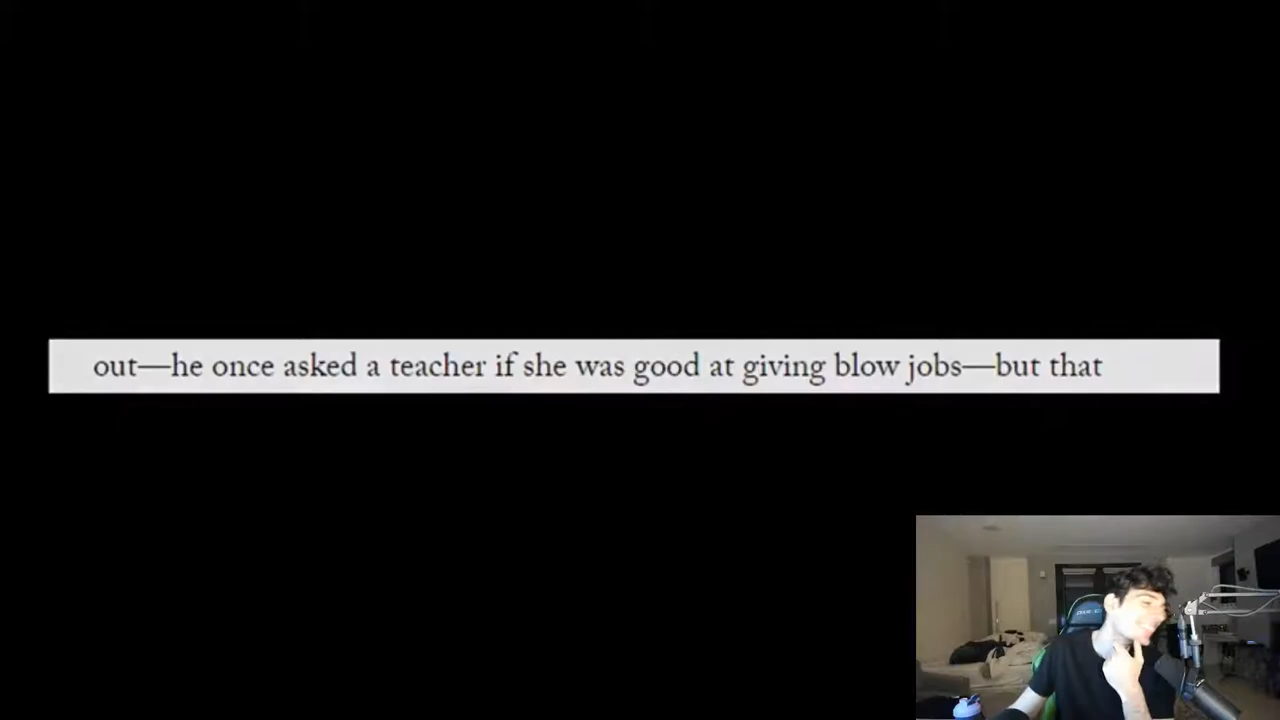 out—he once asked a teacher if she was good at giving blow jobs—but that